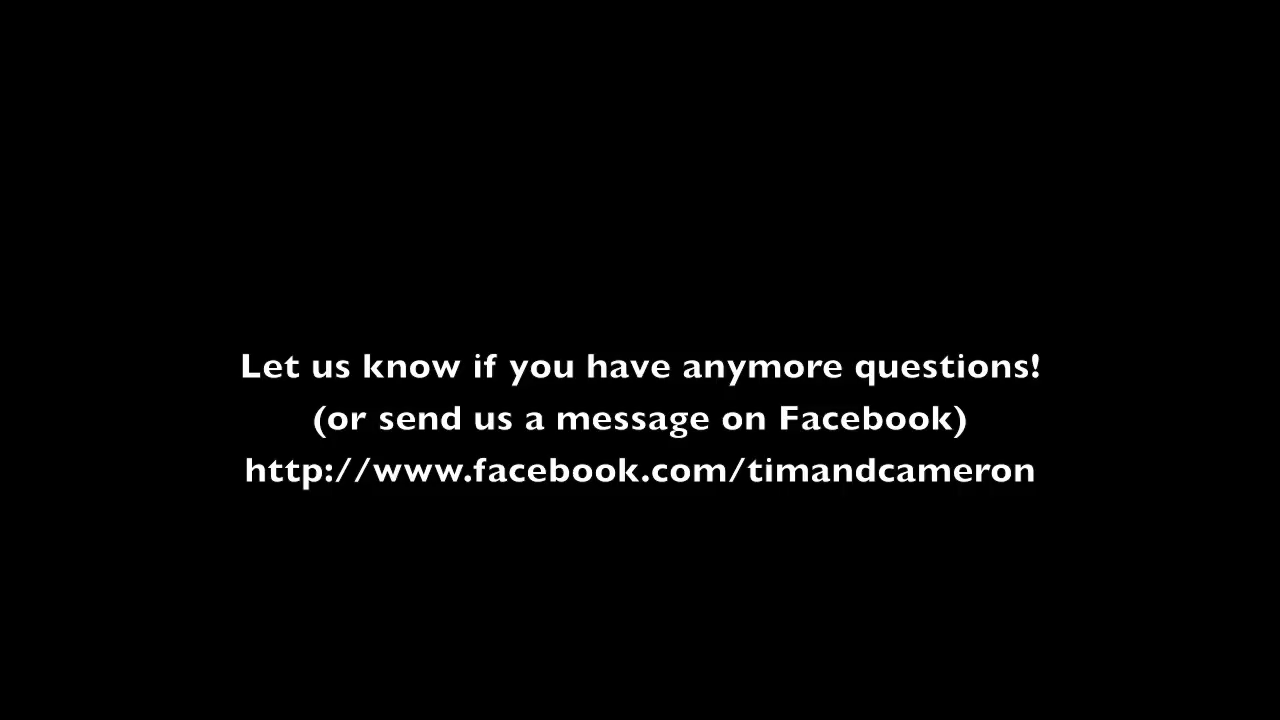 Let us know if you have anymore questions!
(or send us a message on Facebook)
http://www.facebook.com/timandcameron